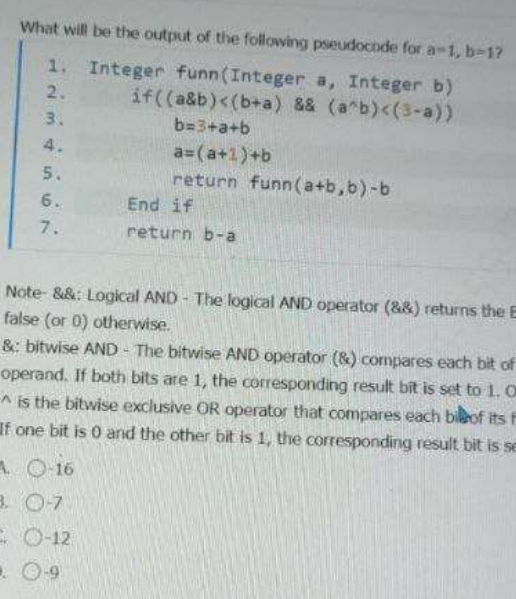 What will be the output of the following pseudocode for a=1, b=1?
1. Integer funn(Integer a, Integer b)
2. if((a&b)<(b+a) && (a^b)<(3-a))
3. b=3+a+b
4. a=(a+1)+b
5. return funn(a+b,b)-b
6. End if
7. return b-a
Note- &&: Logical AND - The logical AND operator (&&) returns the
false (or 0) otherwise.
&: bitwise AND - The bitwise AND operator (&) compares each bit of
operand. If both bits are 1, the corresponding result bit is set to 1. O
^ is the bitwise exclusive OR operator that compares each bit of its f
If one bit is 0 and the other bit is 1, the corresponding result bit is se
A. -16
B. -7
C. -12
D. -9